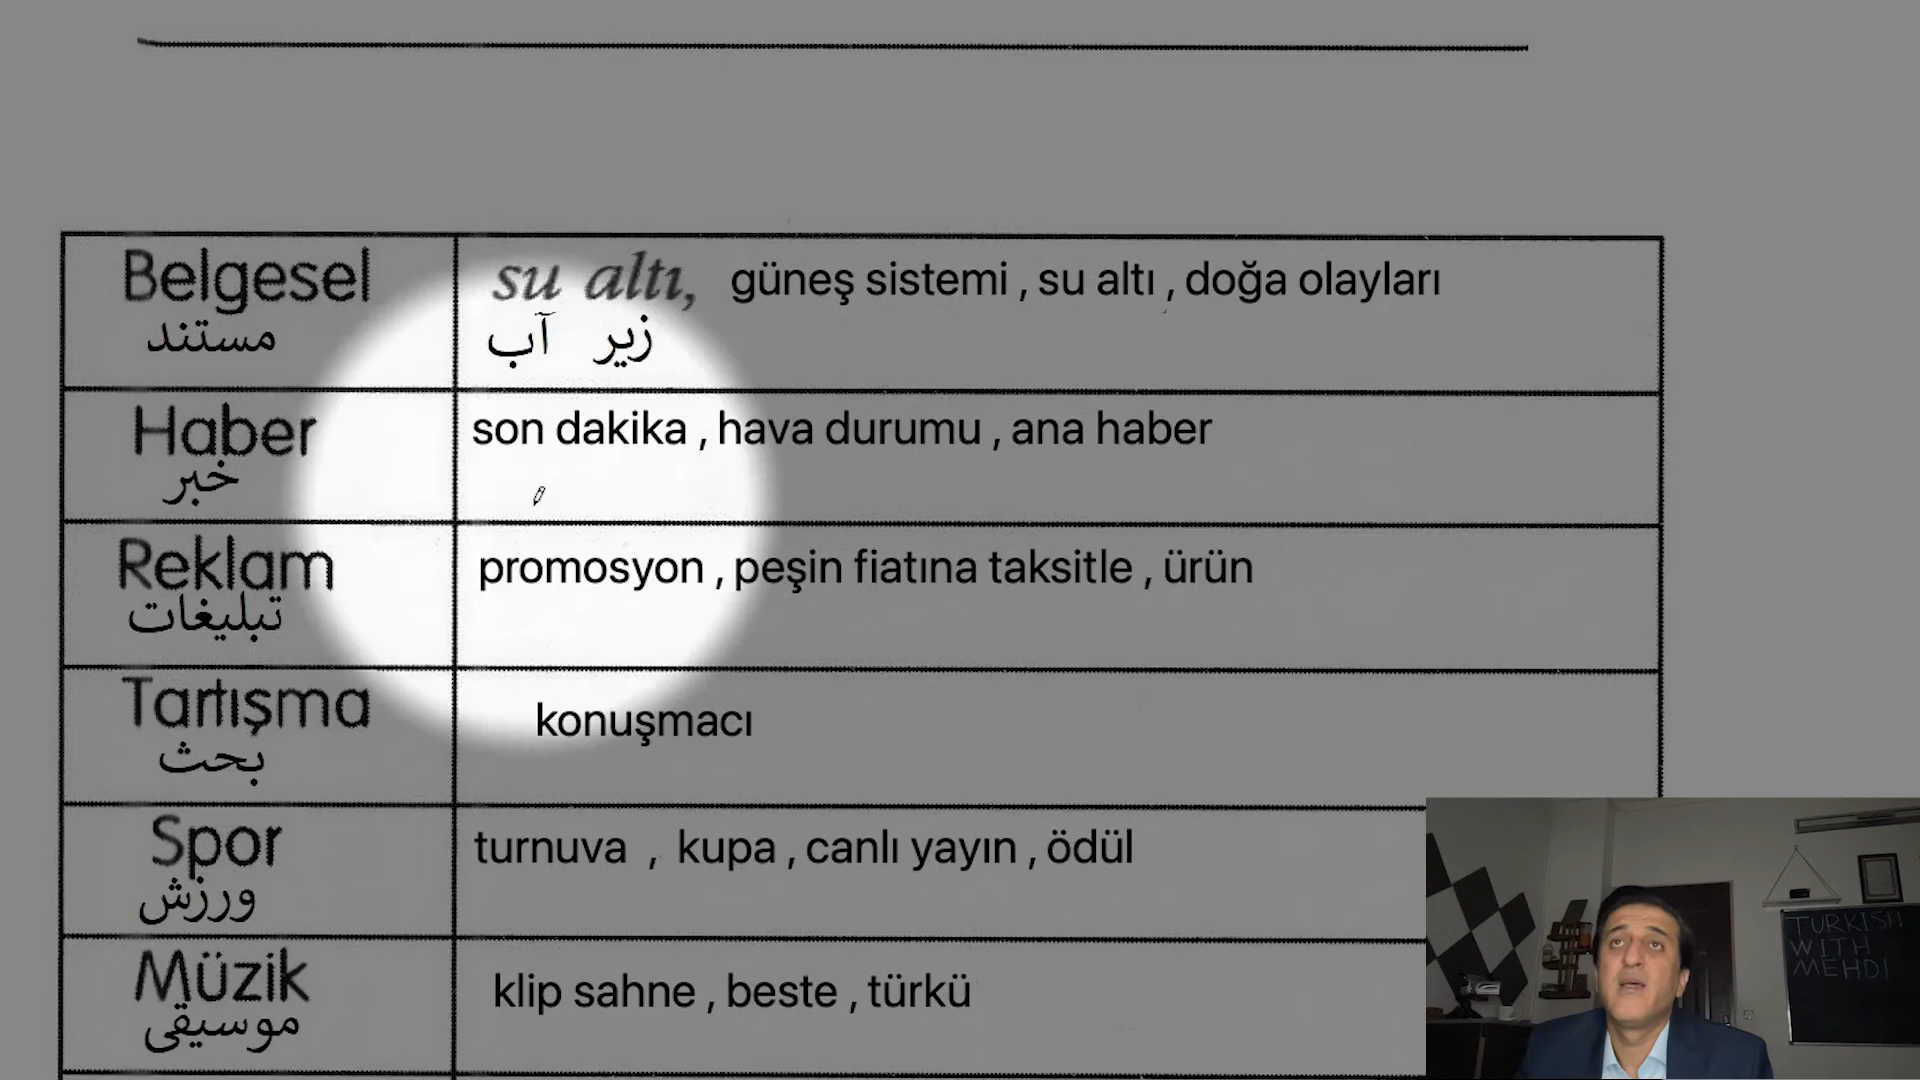 Belgesel
مستند
su altı, güneş sistemi , su altı , doğa olayları
آب زیر
Haber
خبر
son dakika , hava durumu , ana haber
Reklam
تبلیغات
promosyon , peşin fiatına taksitle , ürün
Tartışma
بحث
konuşmacı
Spor
ورزش
turnuva , kupa , canlı yayın , ödül
Müzik
موسیقی
klip sahne , beste , türkü
TURKISH
WITH
MEHDI